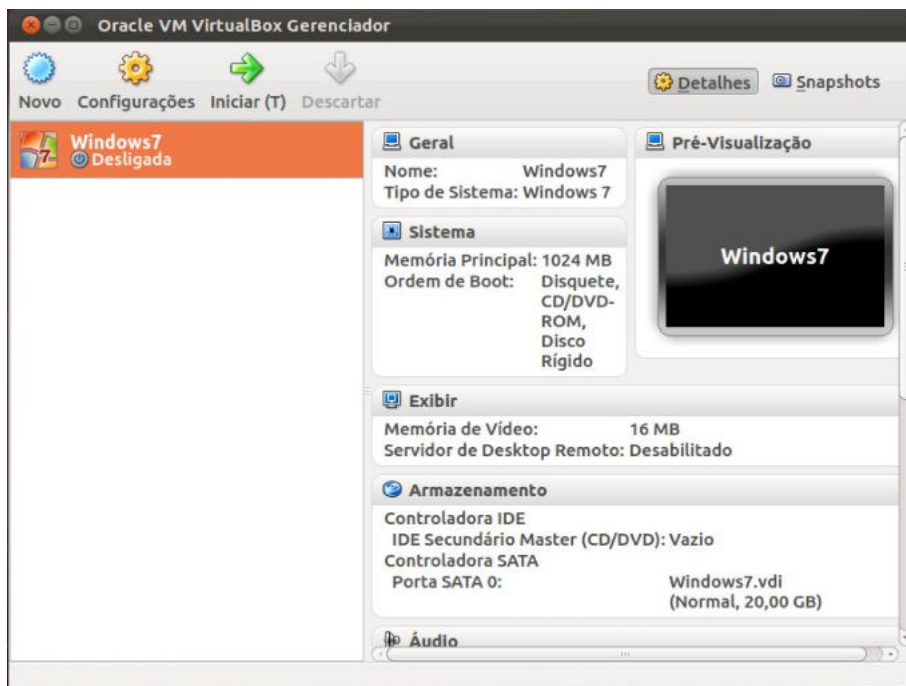 Oracle VM VirtualBox Gerenciador
Novo Configurações Iniciar (T) Descartar
Detalhes Snapshots
Windows7
Desligada
Geral
Nome: Windows7
Tipo de Sistema: Windows 7
Sistema
Memória Principal: 1024 MB
Ordem de Boot: Disquete,
CD/DVD-
ROM,
Disco
Rígido
Pré-Visualização
Windows7
Exibir
Memória de Vídeo: 16 MB
Servidor de Desktop Remoto: Desabilitado
Armazenamento
Controladora IDE
IDE Secundário Master (CD/DVD): Vazio
Controladora SATA
Porta SATA 0: Windows7.vdi
(Normal, 20,00 GB)
Áudio